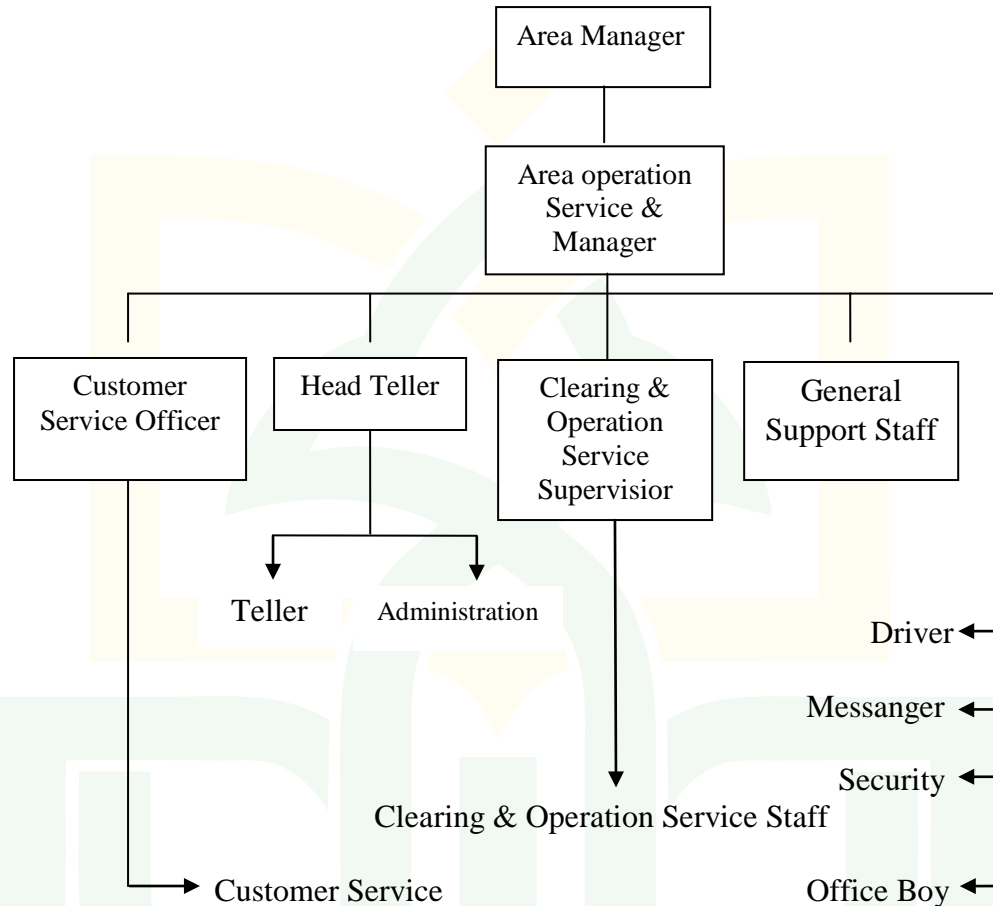 Area Manager
Area operation
Service &
Manager
Customer
Service Officer
Head Teller
Clearing &
Operation
Service
Supervisior
General
Support Staff
Teller
Administration
Driver
Messanger
Security
Clearing & Operation Service Staff
Customer Service
Office Boy